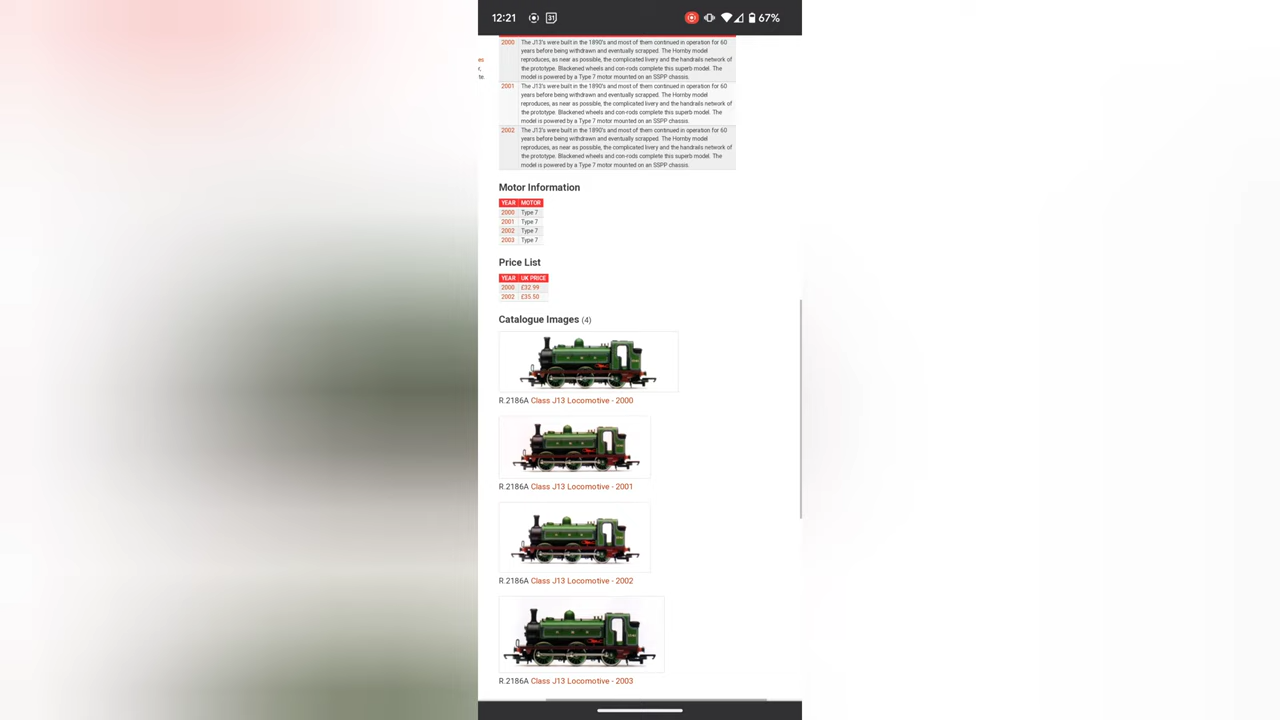 12:21
31
67%
es
y,
te.
2000 The J13's were built in the 1890's and most of them continued in operation for 60
years before being withdrawn and eventually scrapped. The Hornby model
reproduces, as near as possible, the complicated livery and the handrails network of
the prototype. Blackened wheels and con-rods complete this superb model. The
model is powered by a Type 7 motor mounted on an SSPP chassis.
2001 The J13's were built in the 1890's and most of them continued in operation for 60
years before being withdrawn and eventually scrapped. The Hornby model
reproduces, as near as possible, the complicated livery and the handrails network of
the prototype. Blackened wheels and con-rods complete this superb model. The
model is powered by a Type 7 motor mounted on an SSPP chassis.
2002 The J13's were built in the 1890's and most of them continued in operation for 60
years before being withdrawn and eventually scrapped. The Hornby model
reproduces, as near as possible, the complicated livery and the handrails network of
the prototype. Blackened wheels and con-rods complete this superb model. The
model is powered by a Type 7 motor mounted on an SSPP chassis.
Motor Information
YEAR MOTOR
2000 Type 7
2001 Type 7
2002 Type 7
2003 Type 7
Price List
YEAR UK PRICE
2000 £32.99
2002 £35.50
Catalogue Images (4)
R.2186A Class J13 Locomotive - 2000
R.2186A Class J13 Locomotive - 2001
R.2186A Class J13 Locomotive - 2002
R.2186A Class J13 Locomotive - 2003